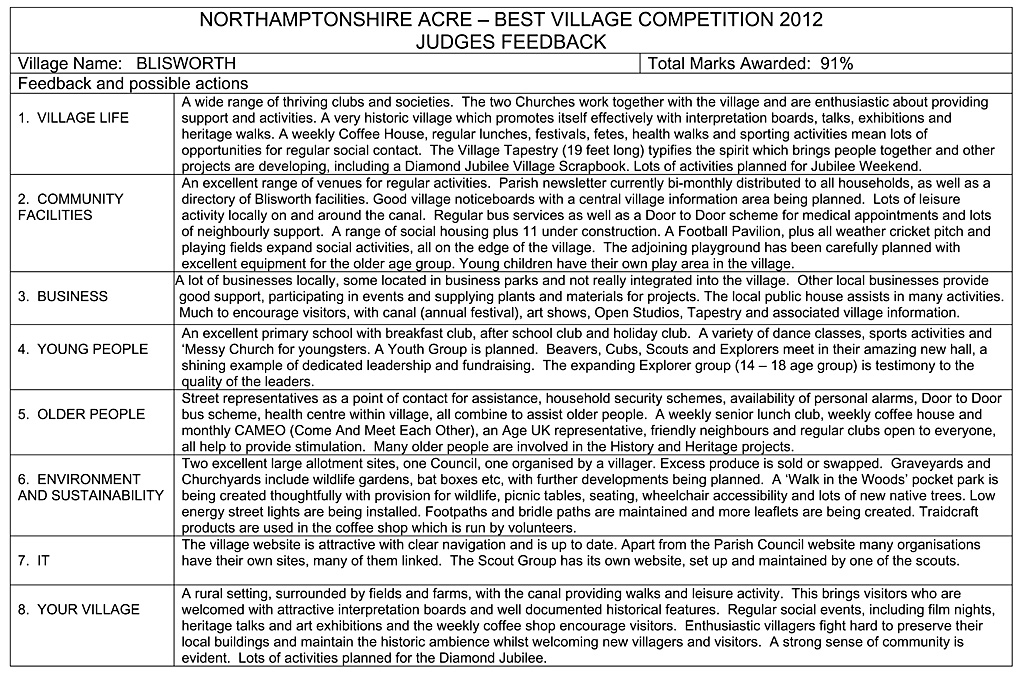 NORTHAMPTONSHIRE ACRE – BEST VILLAGE COMPETITION 2012
JUDGES FEEDBACK
Village Name: BLISWORTH
Total Marks Awarded: 91%
Feedback and possible actions
1. VILLAGE LIFE
A wide range of thriving clubs and societies. The two Churches work together with the village and are enthusiastic about providing
support and activities. A very historic village which promotes itself effectively with interpretation boards, talks, exhibitions and
heritage walks. A weekly Coffee House, regular lunches, festivals, fetes, health walks and sporting activities mean lots of
opportunities for regular social contact. The Village Tapestry (19 feet long) typifies the spirit which brings people together and other
projects are developing, including a Diamond Jubilee Village Scrapbook. Lots of activities planned for Jubilee Weekend.
2. COMMUNITY
FACILITIES
An excellent range of venues for regular activities. Parish newsletter currently bi-monthly distributed to all households, as well as a
directory of Blisworth facilities. Good village noticeboards with a central village information area being planned. Lots of leisure
activity locally on and around the canal. Regular bus services as well as a Door to Door scheme for medical appointments and lots
of neighbourly support. A range of social housing plus 11 under construction. A Football Pavilion, plus all weather cricket pitch and
playing fields expand social activities, all on the edge of the village. The adjoining playground has been carefully planned with
excellent equipment for the older age group. Young children have their own play area in the village.
3. BUSINESS
A lot of businesses locally, some located in business parks and not really integrated into the village. Other local businesses provide
good support, participating in events and supplying plants and materials for projects. The local public house assists in many activities.
Much to encourage visitors, with canal (annual festival), art shows, Open Studios, Tapestry and associated village information.
4. YOUNG PEOPLE
An excellent primary school with breakfast club, after school club and holiday club. A variety of dance classes, sports activities and
‘Messy Church for youngsters. A Youth Group is planned. Beavers, Cubs, Scouts and Explorers meet in their amazing new hall, a
shining example of dedicated leadership and fundraising. The expanding Explorer group (14 – 18 age group) is testimony to the
quality of the leaders.
5. OLDER PEOPLE
Street representatives as a point of contact for assistance, household security schemes, availability of personal alarms, Door to Door
bus scheme, health centre within village, all combine to assist older people. A weekly senior lunch club, weekly coffee house and
monthly CAMEO (Come And Meet Each Other), an Age UK representative, friendly neighbours and regular clubs open to everyone,
all help to provide stimulation. Many older people are involved in the History and Heritage projects.
6. ENVIRONMENT
AND SUSTAINABILITY
Two excellent large allotment sites, one Council, one organised by a villager. Excess produce is sold or swapped. Graveyards and
Churchyards include wildlife gardens, bat boxes etc, with further developments being planned. A ‘Walk in the Woods’ pocket park is
being created thoughtfully with provision for wildlife, picnic tables, seating, wheelchair accessibility and lots of new native trees. Low
energy street lights are being installed. Footpaths and bridle paths are maintained and more leaflets are being created. Traidcraft
products are used in the coffee shop which is run by volunteers.
7. IT
The village website is attractive with clear navigation and is up to date. Apart from the Parish Council website many organisations
have their own sites, many of them linked. The Scout Group has its own website, set up and maintained by one of the scouts.
8. YOUR VILLAGE
A rural setting, surrounded by fields and farms, with the canal providing walks and leisure activity. This brings visitors who are
welcomed with attractive interpretation boards and well documented historical features. Regular social events, including film nights,
heritage talks and art exhibitions and the weekly coffee shop encourage visitors. Enthusiastic villagers fight hard to preserve their
local buildings and maintain the historic ambience whilst welcoming new villagers and visitors. A strong sense of community is
evident. Lots of activities planned for the Diamond Jubilee.